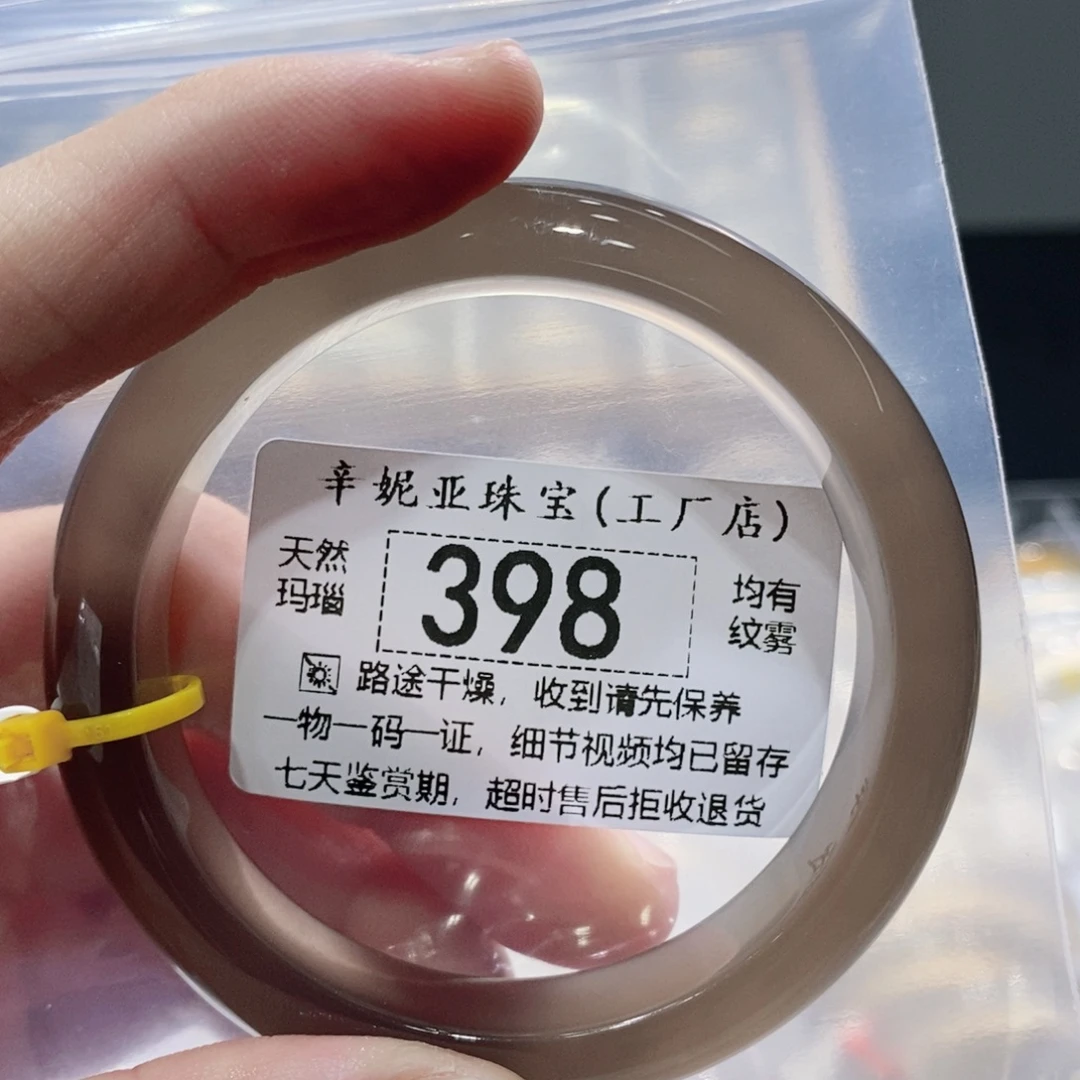 辛妮亚珠宝(工厂店)
天然
玛瑙
398
均有
纹雾
路途干燥，收到请先保养
一物一码一证，细节视频均已留存
七天鉴赏期，超时售后拒收退货